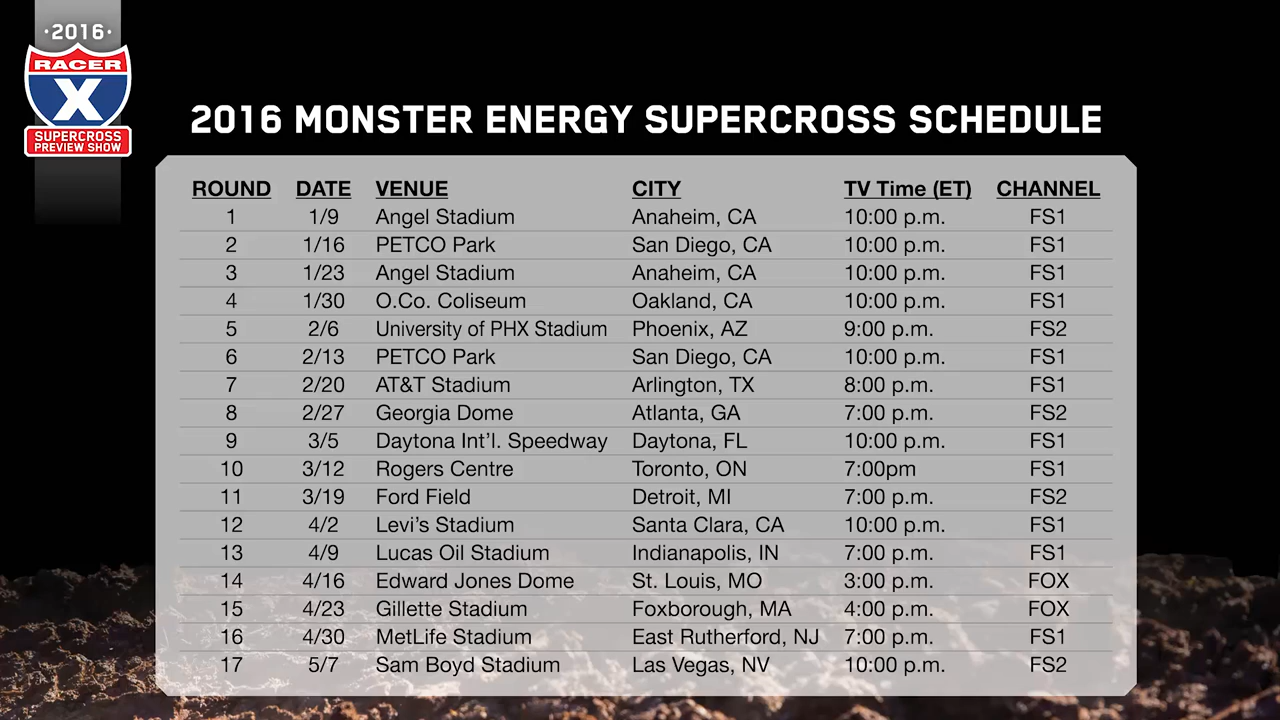 ·2016·
RACER
X
SUPERCROSS
PREVIEW SHOW
2016 MONSTER ENERGY SUPERCROSS SCHEDULE
ROUND DATE VENUE CITY TV Time (ET) CHANNEL
1 1/9 Angel Stadium Anaheim, CA 10:00 p.m. FS1
2 1/16 PETCO Park San Diego, CA 10:00 p.m. FS1
3 1/23 Angel Stadium Anaheim, CA 10:00 p.m. FS1
4 1/30 O.Co. Coliseum Oakland, CA 10:00 p.m. FS1
5 2/6 University of PHX Stadium Phoenix, AZ 9:00 p.m. FS2
6 2/13 PETCO Park San Diego, CA 10:00 p.m. FS1
7 2/20 AT&T Stadium Arlington, TX 8:00 p.m. FS1
8 2/27 Georgia Dome Atlanta, GA 7:00 p.m. FS2
9 3/5 Daytona Int’l. Speedway Daytona, FL 10:00 p.m. FS1
10 3/12 Rogers Centre Toronto, ON 7:00pm FS1
11 3/19 Ford Field Detroit, MI 7:00 p.m. FS2
12 4/2 Levi’s Stadium Santa Clara, CA 10:00 p.m. FS1
13 4/9 Lucas Oil Stadium Indianapolis, IN 7:00 p.m. FS1
14 4/16 Edward Jones Dome St. Louis, MO 3:00 p.m. FOX
15 4/23 Gillette Stadium Foxborough, MA 4:00 p.m. FOX
16 4/30 MetLife Stadium East Rutherford, NJ 7:00 p.m. FS1
17 5/7 Sam Boyd Stadium Las Vegas, NV 10:00 p.m. FS2